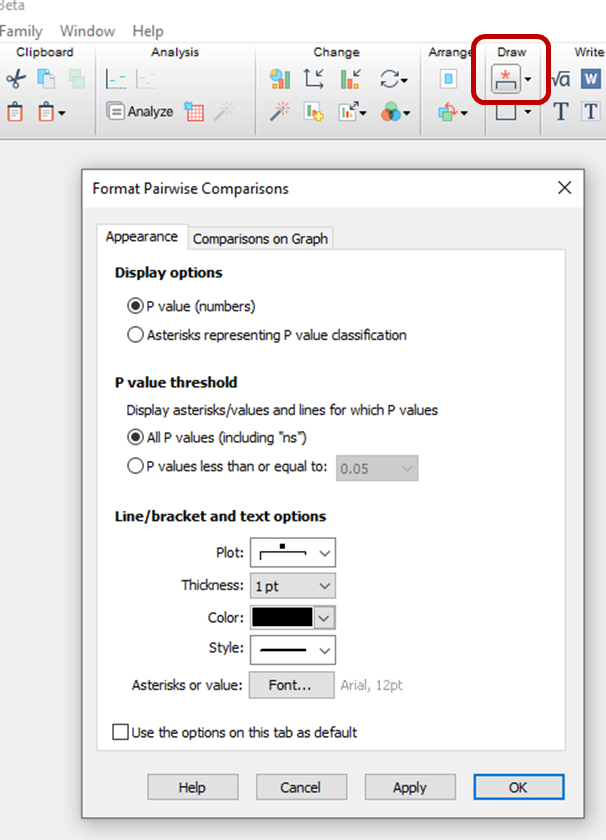 Beta
Family Window Help
Clipboard Analysis Change Arrange Draw Write
√a W
Analyze T T
Format Pairwise Comparisons
Appearance Comparisons on Graph
Display options
P value (numbers)
Asterisks representing P value classification
P value threshold
Display asterisks/values and lines for which P values
All P values (including "ns")
P values less than or equal to: 0.05
Line/bracket and text options
Plot:
Thickness: 1 pt
Color:
Style:
Asterisks or value: Font... Arial, 12pt
Use the options on this tab as default
Help Cancel Apply OK